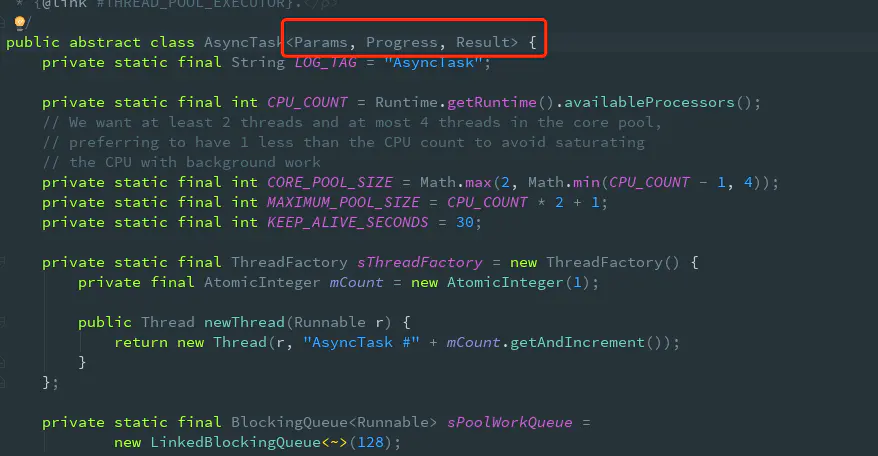 * {@link #THREAD_POOL_EXECUTOR}.</p>
*/
public abstract class AsyncTask<Params, Progress, Result> {
    private static final String LOG_TAG = "AsyncTask";

    private static final int CPU_COUNT = Runtime.getRuntime().availableProcessors();
    // We want at least 2 threads and at most 4 threads in the core pool,
    // preferring to have 1 less than the CPU count to avoid saturating
    // the CPU with background work
    private static final int CORE_POOL_SIZE = Math.max(2, Math.min(CPU_COUNT - 1, 4));
    private static final int MAXIMUM_POOL_SIZE = CPU_COUNT * 2 + 1;
    private static final int KEEP_ALIVE_SECONDS = 30;

    private static final ThreadFactory sThreadFactory = new ThreadFactory() {
        private final AtomicInteger mCount = new AtomicInteger(1);

        public Thread newThread(Runnable r) {
            return new Thread(r, "AsyncTask #" + mCount.getAndIncrement());
        }
    };

    private static final BlockingQueue<Runnable> sPoolWorkQueue =
            new LinkedBlockingQueue<~>(128);